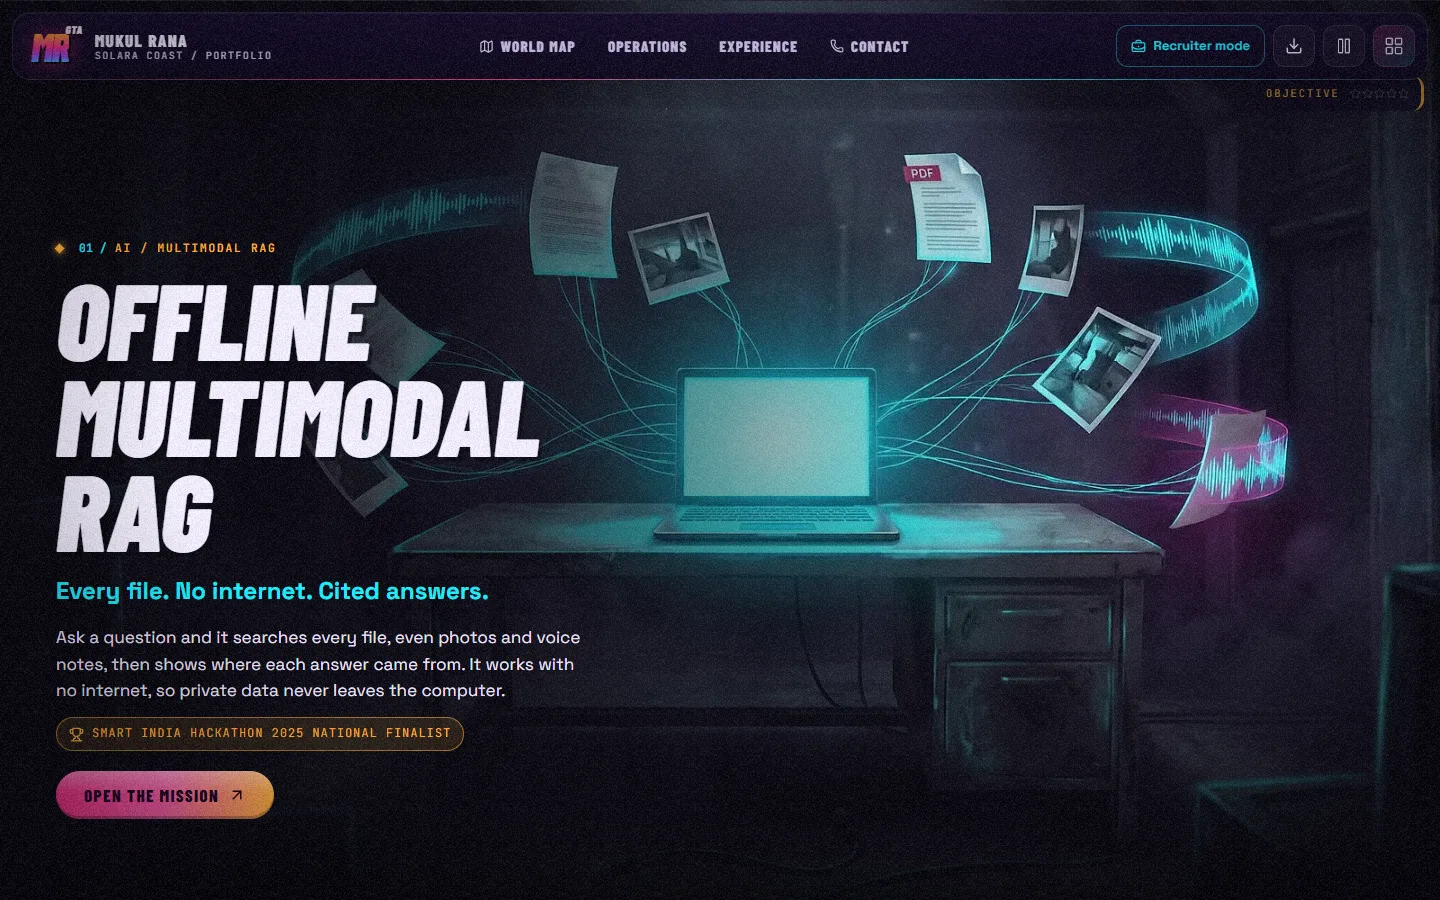 MR GTA
MUKUL RANA
SOLARA COAST / PORTFOLIO
WORLD MAP
OPERATIONS
EXPERIENCE
CONTACT
Recruiter mode
OBJECTIVE
PDF
01 / AI / MULTIMODAL RAG
OFFLINE
MULTIMODAL
RAG
Every file. No internet. Cited answers.
Ask a question and it searches every file, even photos and voice
notes, then shows where each answer came from. It works with
no internet, so private data never leaves the computer.
SMART INDIA HACKATHON 2025 NATIONAL FINALIST
OPEN THE MISSION